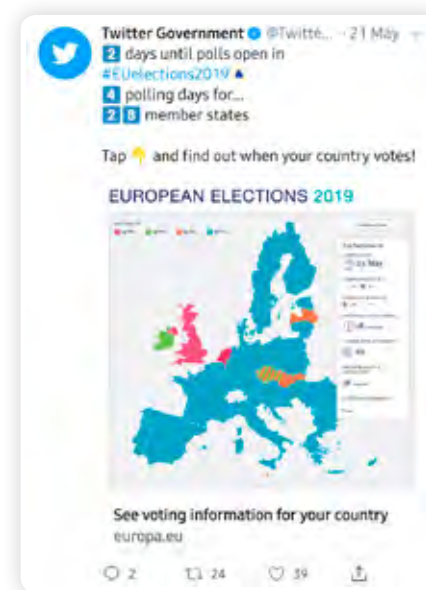 Twitter Government @Twitte... · 21 May
2 days until polls open in
#EUelections2019
4 polling days for...
28 member states
Tap 👇 and find out when your country votes!
EUROPEAN ELECTIONS 2019
23 May
See voting information for your country
europa.eu
2 24 39